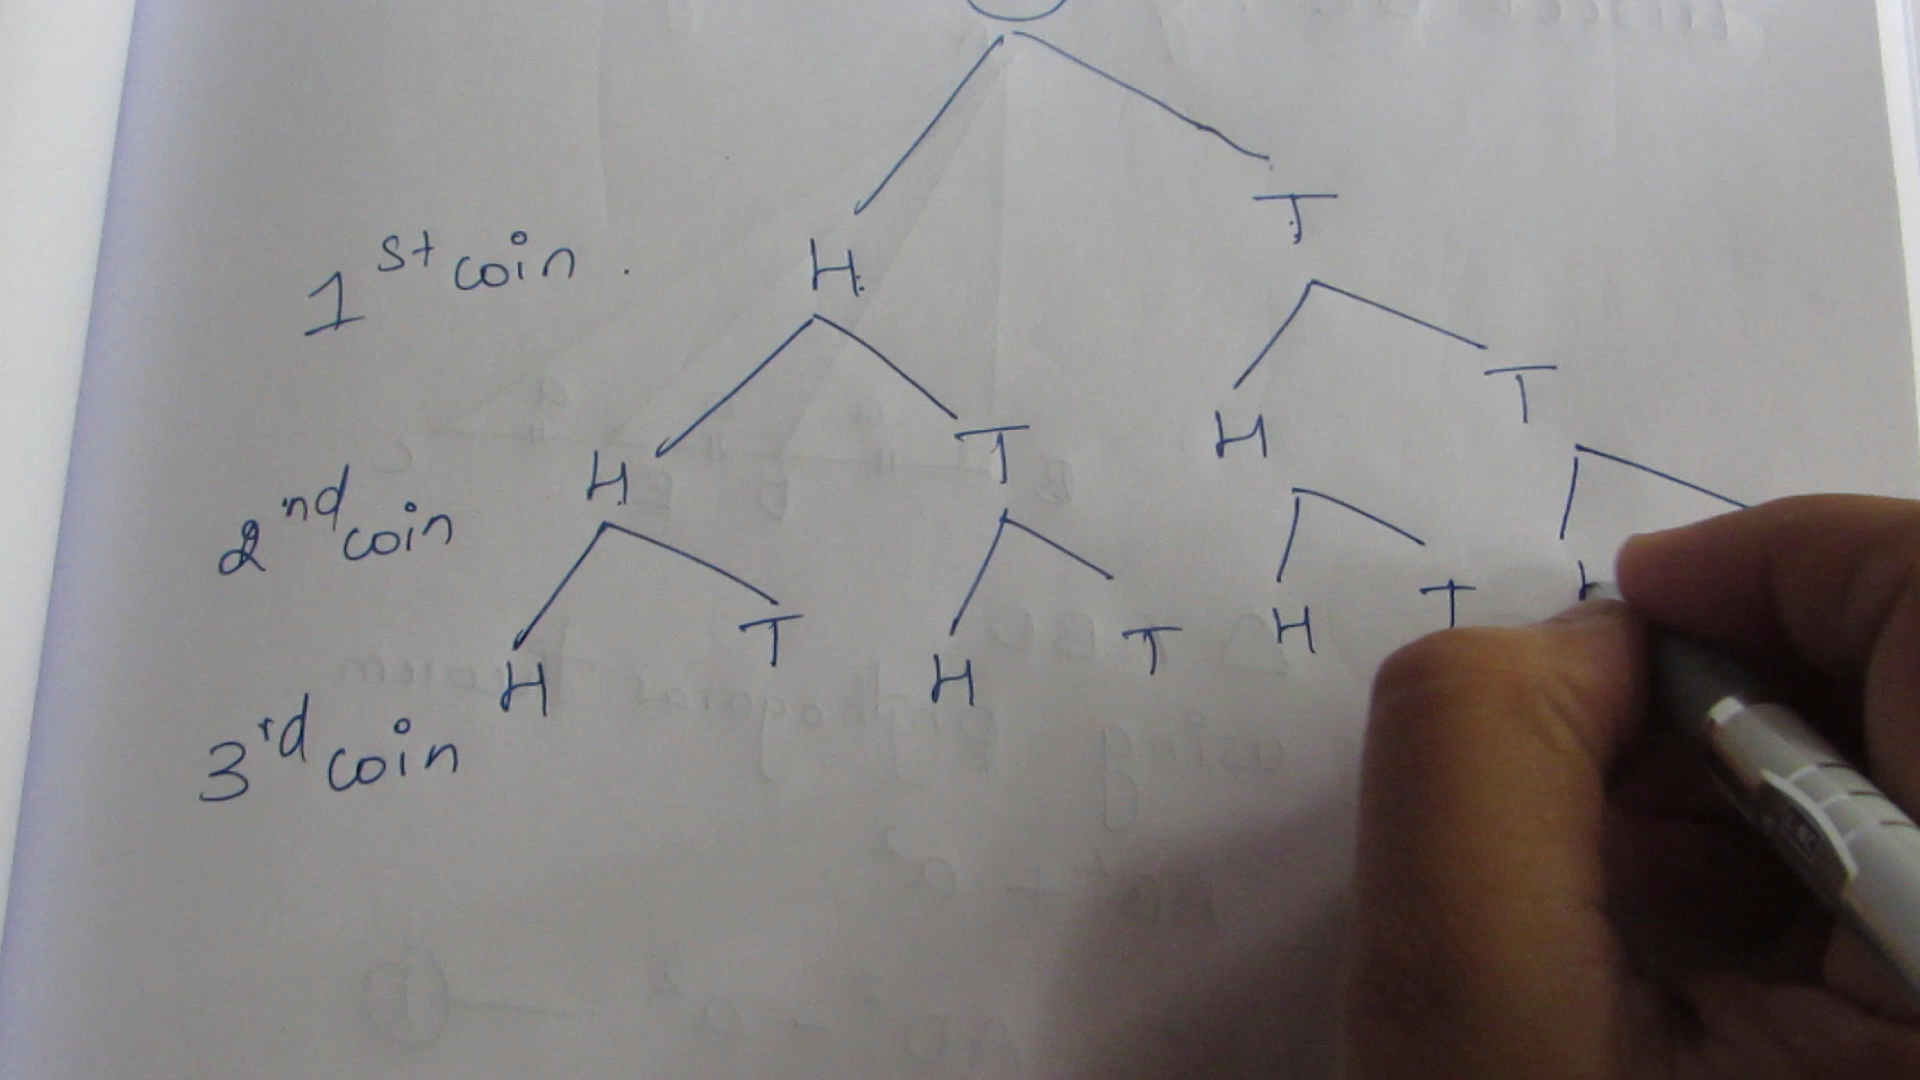 T
1st coin.
H
H T
H T
2nd coin
H T H T
3rd coin
H T